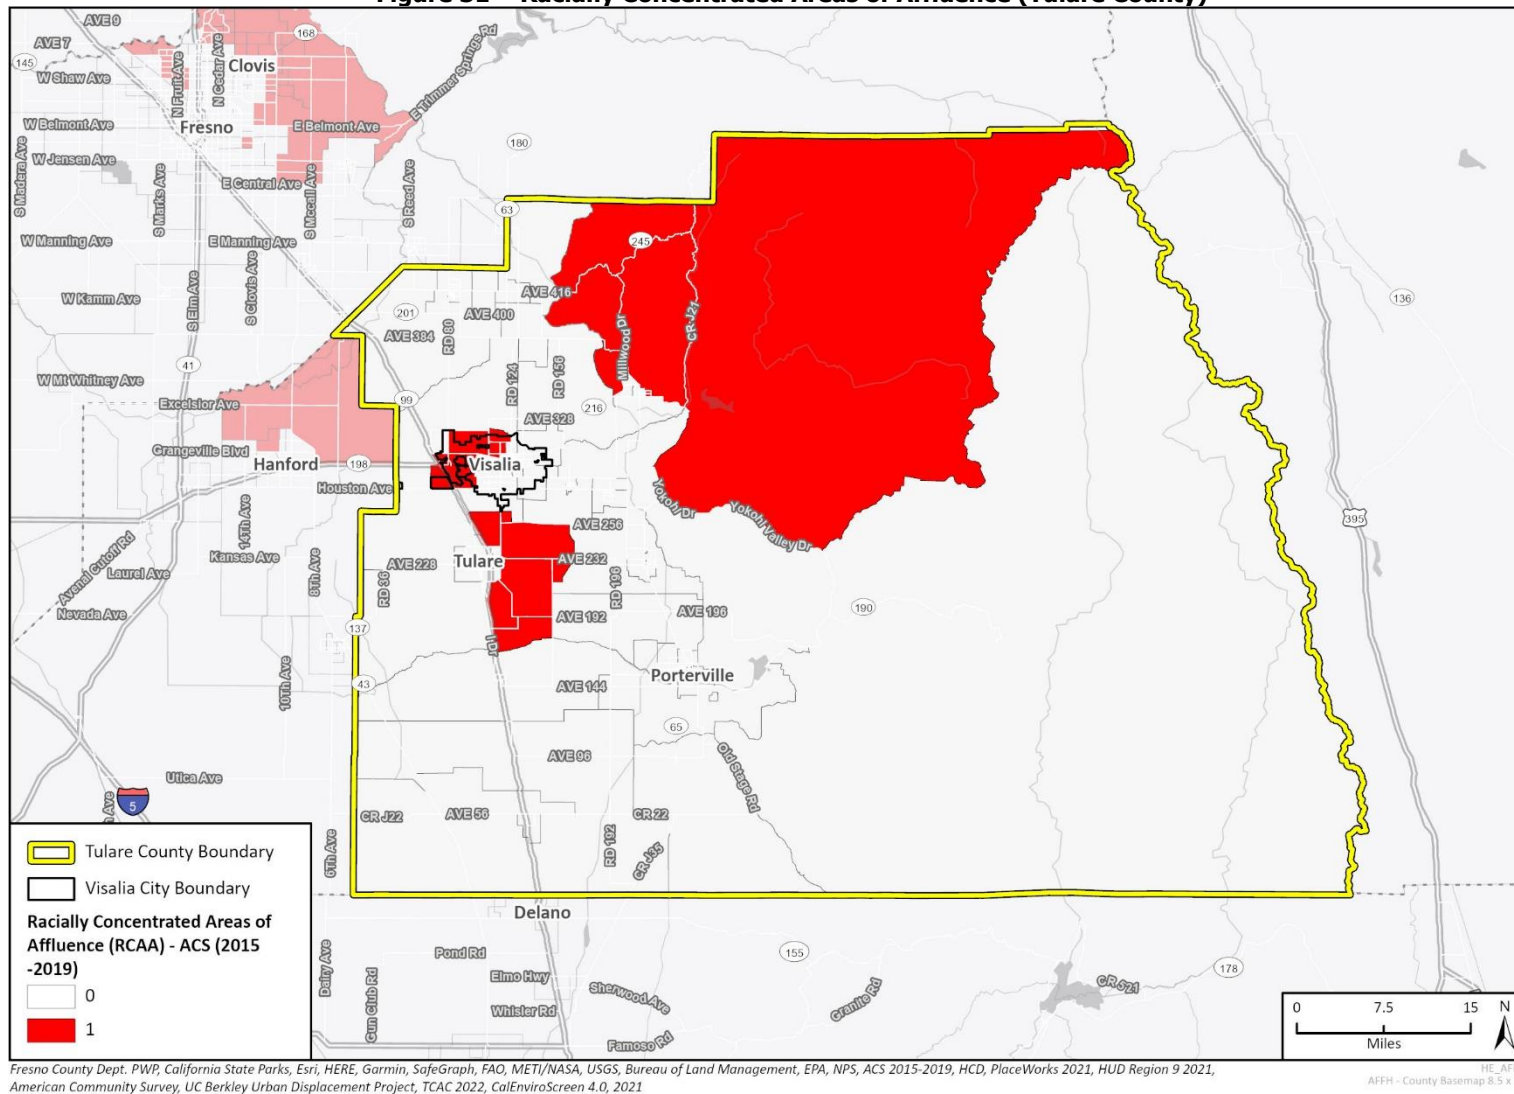 Racially Concentrated Areas of Affluence (Tulare County)
AVE 9
AVE 7
168
145
Clovis
W Shaw Ave
N Fruit Ave
N Cedar Ave
E Trimmer Springs Rd
W Belmont Ave
Fresno
E Belmont Ave
180
W Jensen Ave
S Madera Ave
S Marks Ave
E Central Ave
S Mccall Ave
S Reed Ave
63
W Manning Ave
E Manning Ave
245
S Elm Ave
S Clovis Ave
W Kamm Ave
AVE 416
136
201
AVE 400
AVE 384
RD 80
Millwood Dr
CR J21
41
W Mt Whitney Ave
RD 124
RD 156
Excelsior Ave
99
216
AVE 328
Grangeville Blvd
Hanford
198
Visalia
Houston Ave
Yokohl Dr
Yokohl Valley Dr
395
14Th Ave
AVE 256
Avenal Cutoff Rd
Kansas Ave
Laurel Ave
8Th Ave
AVE 228
Tulare
AVE 232
RD 36
RD 196
Nevada Ave
AVE 192
AVE 196
190
137
I Dr
10Th Ave
43
Porterville
AVE 144
65
AVE 96
Old Stage Rd
Utica Ave
5
CR J22
AVE 56
CR 22
6Th Ave
RD 192
CR J35
Delano
Dairy Ave
Gun Club Rd
Pond Rd
Elmo Hwy
Whisler Rd
Sherwood Ave
Famoso Rd
155
Granite Rd
CR 521
178
Tulare County Boundary
Visalia City Boundary
Racially Concentrated Areas of
Affluence (RCAA) - ACS (2015
-2019)
0
1
0 7.5 15
Miles
N
Fresno County Dept. PWP, California State Parks, Esri, HERE, Garmin, SafeGraph, FAO, METI/NASA, USGS, Bureau of Land Management, EPA, NPS, ACS 2015-2019, HCD, PlaceWorks 2021, HUD Region 9 2021,
American Community Survey, UC Berkley Urban Displacement Project, TCAC 2022, CalEnviroScreen 4.0, 2021
AFFH - County Basemap 8.5 x